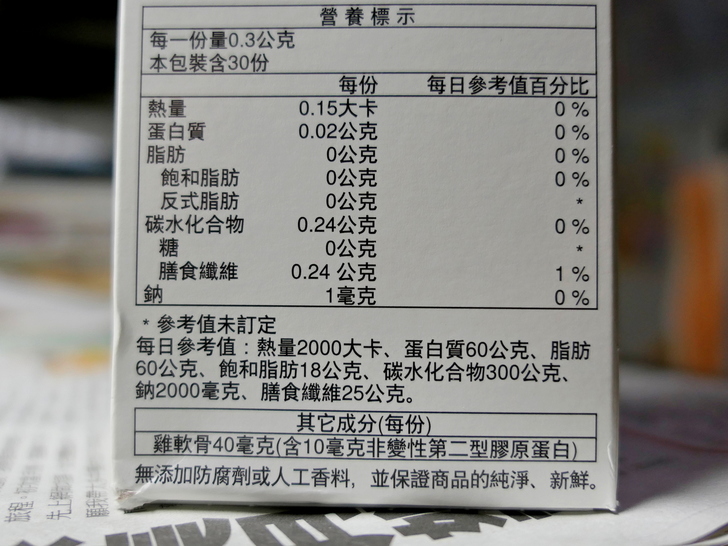 營養標示
每一份量0.3公克
本包裝含30份
每份 每日參考值百分比
熱量 0.15大卡 0%
蛋白質 0.02公克 0%
脂肪 0公克 0%
飽和脂肪 0公克 0%
反式脂肪 0公克 *
碳水化合物 0.24公克 0%
糖 0公克 *
膳食纖維 0.24 公克 1%
鈉 1毫克 0%
* 參考值未訂定
每日參考值：熱量2000大卡、蛋白質60公克、脂肪
60公克、飽和脂肪18公克、碳水化合物300公克、
鈉2000毫克、膳食纖維25公克。
其它成分(每份)
雞軟骨40毫克(含10毫克非變性第二型膠原蛋白)
無添加防腐劑或人工香料，並保證商品的純淨、新鮮。